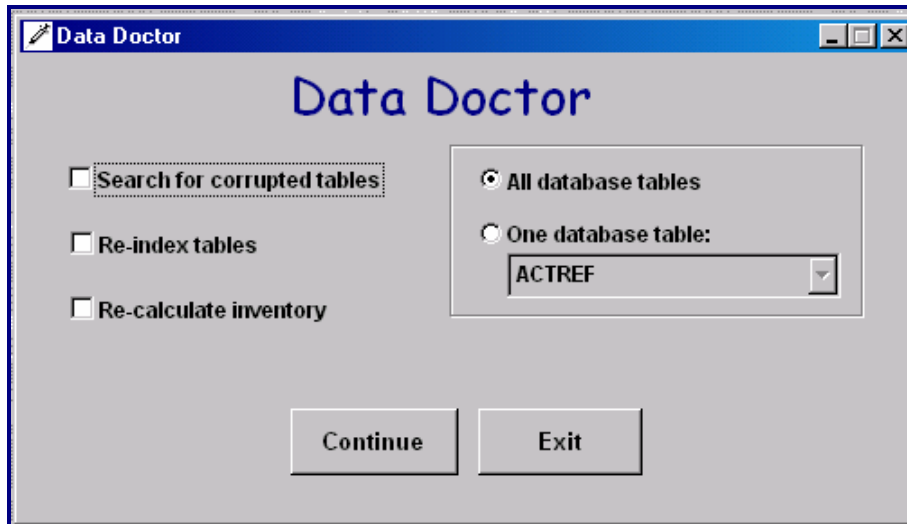 Data Doctor
Data Doctor
Search for corrupted tables
Re-index tables
Re-calculate inventory
All database tables
One database table:
ACTREF
Continue
Exit